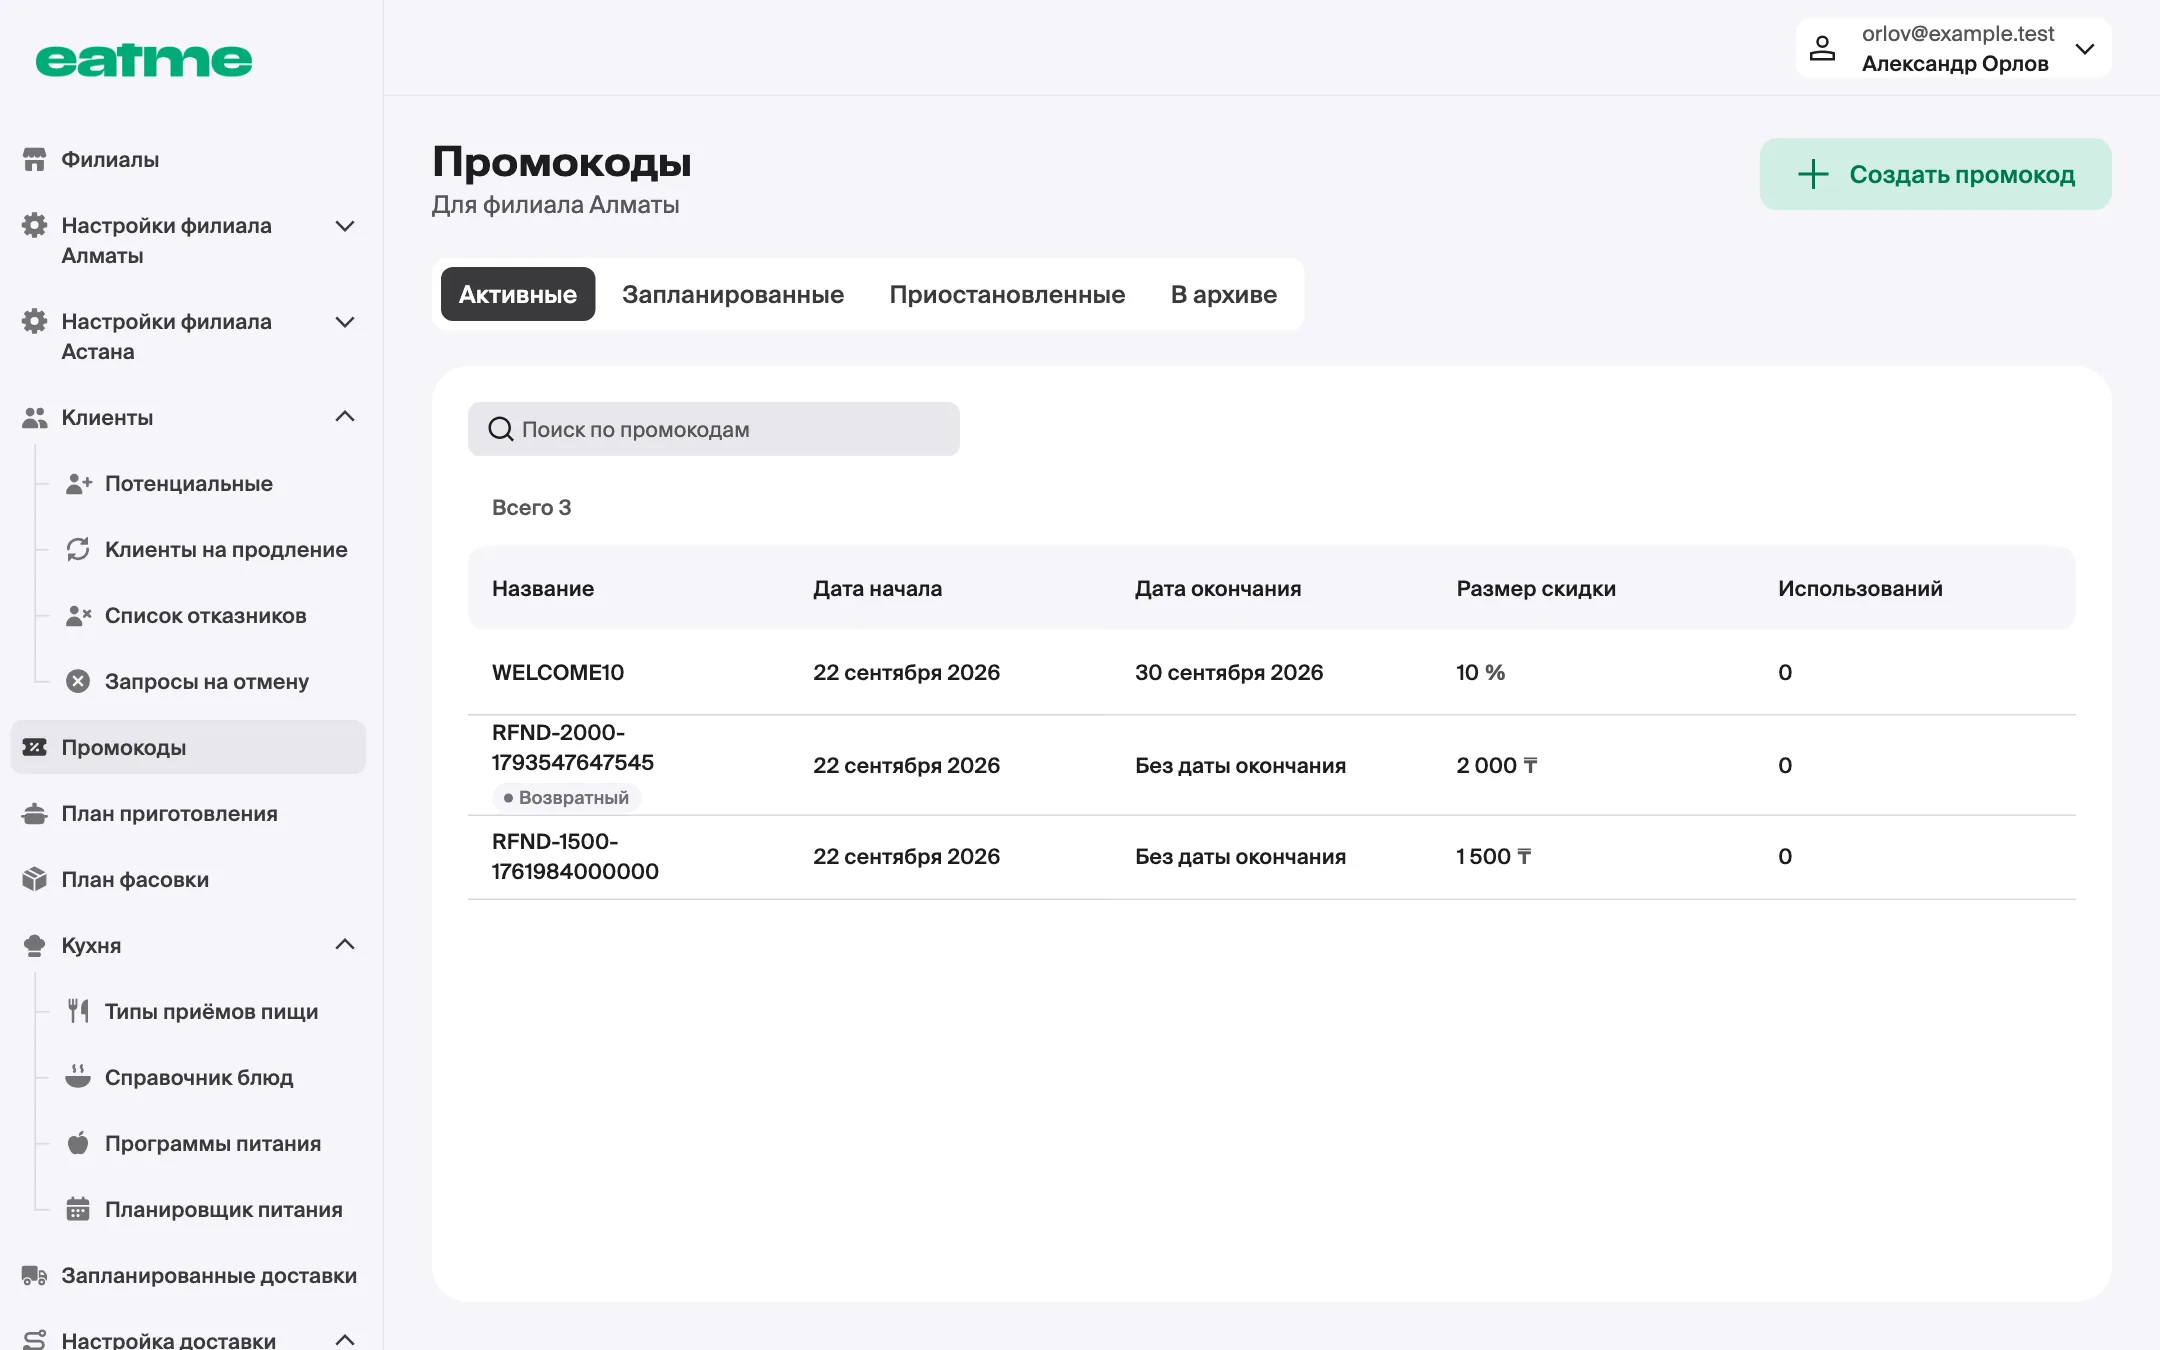 eatme
orlov@example.test
Александр Орлов
Филиалы
Настройки филиала
Алматы
Настройки филиала
Астана
Клиенты
Потенциальные
Клиенты на продление
Список отказников
Запросы на отмену
Промокоды
План приготовления
План фасовки
Кухня
Типы приёмов пищи
Справочник блюд
Программы питания
Планировщик питания
Запланированные доставки
Настройка доставки
Промокоды
Для филиала Алматы
Создать промокод
Активные Запланированные Приостановленные В архиве
Поиск по промокодам
Всего 3
Название Дата начала Дата окончания Размер скидки Использований
WELCOME10 22 сентября 2026 30 сентября 2026 10 % 0
RFND-2000-
1793547647545 22 сентября 2026 Без даты окончания 2 000 ₸ 0
Возвратный
RFND-1500-
1761984000000 22 сентября 2026 Без даты окончания 1 500 ₸ 0